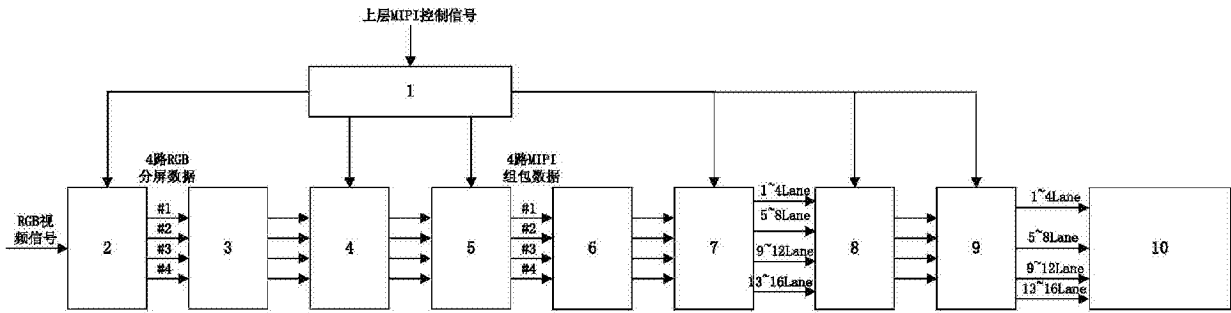 上层MIPI控制信号
1
4路RGB
分屏数据
4路MIPI
组包数据
RGB视
频信号
#1
#2
#3
#4
#1
#2
#3
#4
1~4Lane
5~8Lane
9~12Lane
13~16Lane
1~4Lane
5~8Lane
9~12Lane
13~16Lane
2
3
4
5
6
7
8
9
10